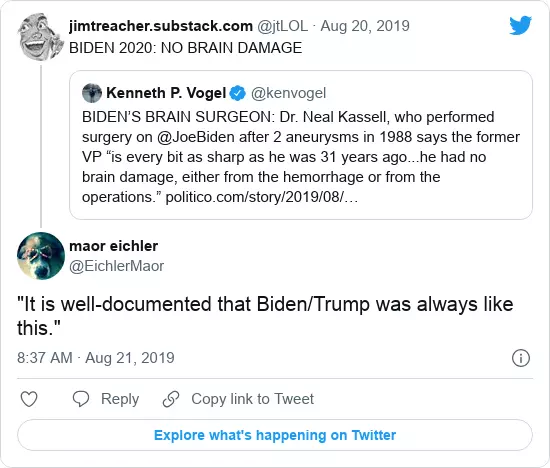 jimtreacher.substack.com @jtLOL · Aug 20, 2019
BIDEN 2020: NO BRAIN DAMAGE
Kenneth P. Vogel @kenvogel
BIDEN’S BRAIN SURGEON: Dr. Neal Kassell, who performed
surgery on @JoeBiden after 2 aneurysms in 1988 says the former
VP “is every bit as sharp as he was 31 years ago...he had no
brain damage, either from the hemorrhage or from the
operations.” politico.com/story/2019/08/…
maor eichler
@EichlerMaor
"It is well-documented that Biden/Trump was always like
this."
8:37 AM · Aug 21, 2019
Reply
Copy link to Tweet
Explore what's happening on Twitter